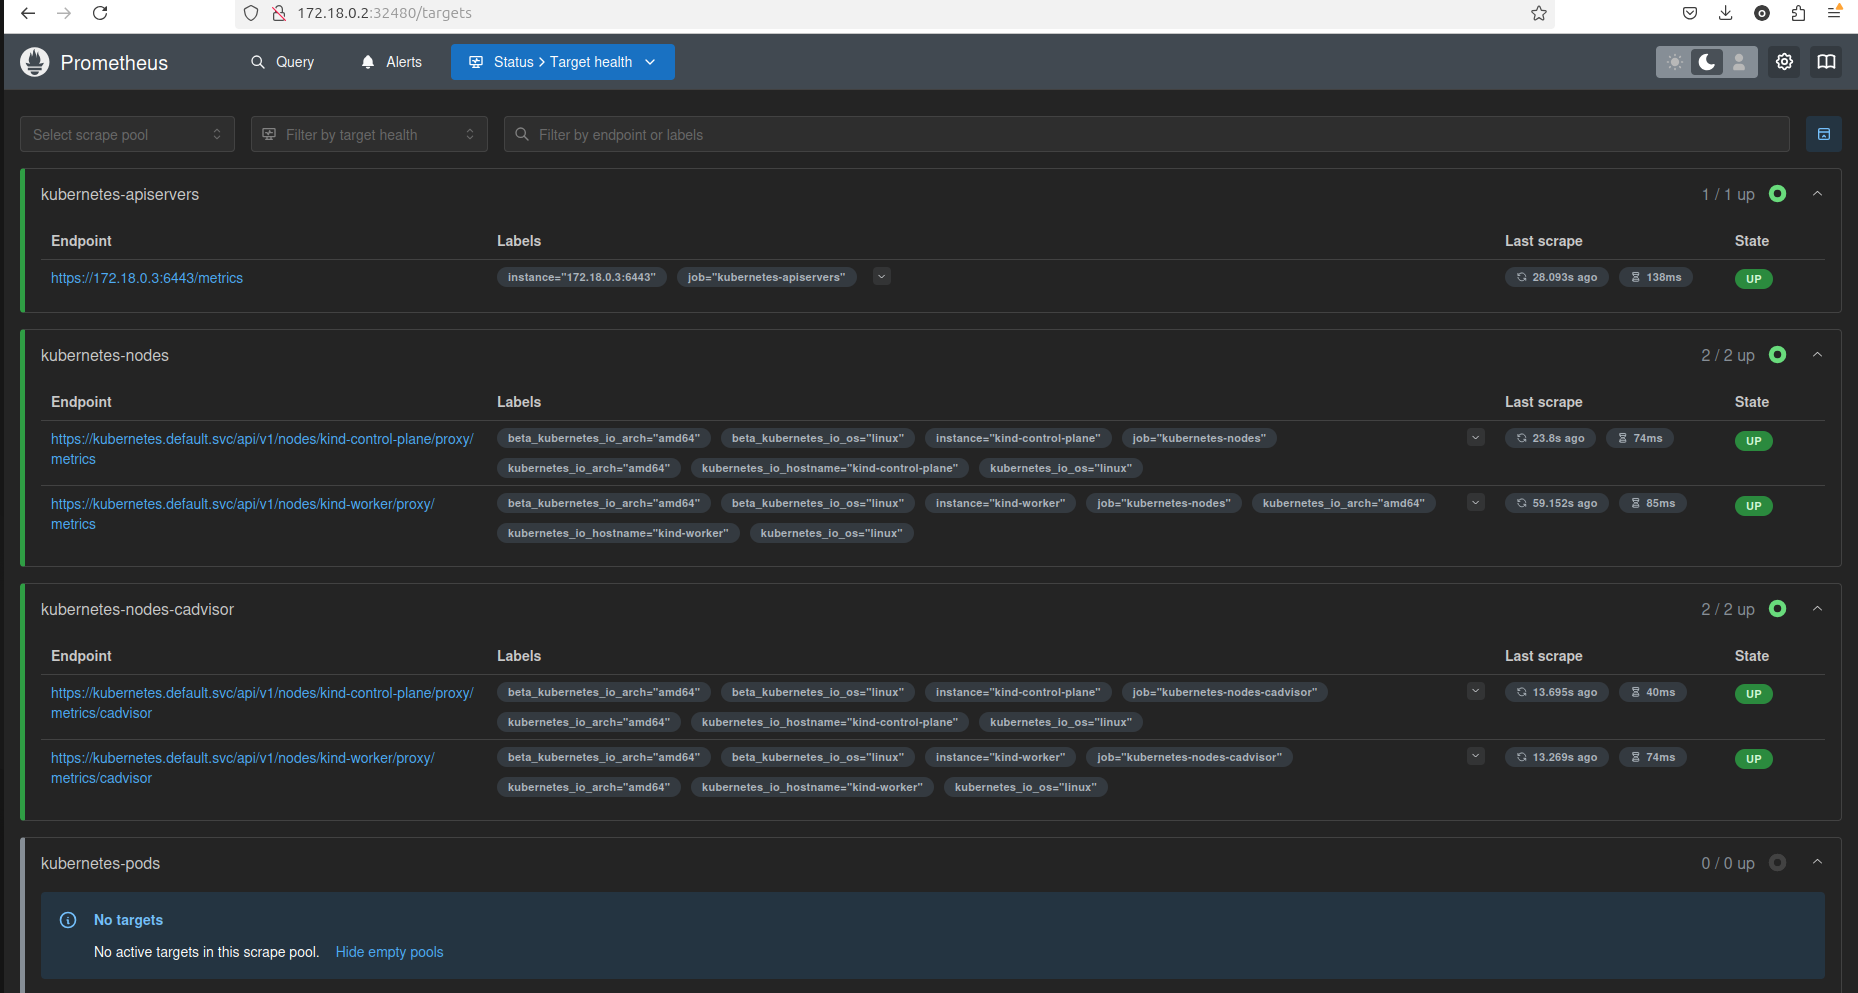 172.18.0.2:32480/targets
Prometheus Query Alerts Status > Target health
Select scrape pool Filter by target health Filter by endpoint or labels
kubernetes-apiservers 1 / 1 up
Endpoint Labels Last scrape State
https://172.18.0.3:6443/metrics instance="172.18.0.3:6443" job="kubernetes-apiservers" 28.093s ago 138ms UP
kubernetes-nodes 2 / 2 up
Endpoint Labels Last scrape State
https://kubernetes.default.svc/api/v1/nodes/kind-control-plane/proxy/ beta_kubernetes_io_arch="amd64" beta_kubernetes_io_os="linux" instance="kind-control-plane" job="kubernetes-nodes" 23.8s ago 74ms UP
metrics kubernetes_io_arch="amd64" kubernetes_io_hostname="kind-control-plane" kubernetes_io_os="linux"
https://kubernetes.default.svc/api/v1/nodes/kind-worker/proxy/ beta_kubernetes_io_arch="amd64" beta_kubernetes_io_os="linux" instance="kind-worker" job="kubernetes-nodes" kubernetes_io_arch="amd64" 59.152s ago 85ms UP
metrics kubernetes_io_hostname="kind-worker" kubernetes_io_os="linux"
kubernetes-nodes-cadvisor 2 / 2 up
Endpoint Labels Last scrape State
https://kubernetes.default.svc/api/v1/nodes/kind-control-plane/proxy/ beta_kubernetes_io_arch="amd64" beta_kubernetes_io_os="linux" instance="kind-control-plane" job="kubernetes-nodes-cadvisor" 13.695s ago 40ms UP
metrics/cadvisor kubernetes_io_arch="amd64" kubernetes_io_hostname="kind-control-plane" kubernetes_io_os="linux"
https://kubernetes.default.svc/api/v1/nodes/kind-worker/proxy/ beta_kubernetes_io_arch="amd64" beta_kubernetes_io_os="linux" instance="kind-worker" job="kubernetes-nodes-cadvisor" 13.269s ago 74ms UP
metrics/cadvisor kubernetes_io_arch="amd64" kubernetes_io_hostname="kind-worker" kubernetes_io_os="linux"
kubernetes-pods 0 / 0 up
No targets
No active targets in this scrape pool. Hide empty pools